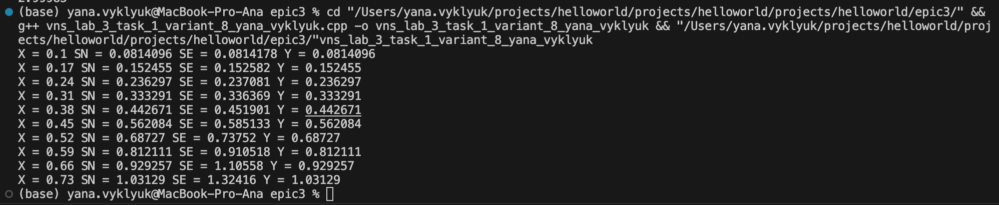 2.99983
(base) yana.vyklyuk@MacBook-Pro-Ana epic3 % cd "/Users/yana.vyklyuk/projects/helloworld/projects/helloworld/projects/helloworld/epic3/" &&
g++ vns_lab_3_task_1_variant_8_yana_vyklyuk.cpp -o vns_lab_3_task_1_variant_8_yana_vyklyuk && "/Users/yana.vyklyuk/projects/helloworld/proj
ects/helloworld/projects/helloworld/epic3/"vns_lab_3_task_1_variant_8_yana_vyklyuk
X = 0.1 SN = 0.0814096 SE = 0.0814178 Y = 0.0814096
X = 0.17 SN = 0.152455 SE = 0.152582 Y = 0.152455
X = 0.24 SN = 0.236297 SE = 0.237081 Y = 0.236297
X = 0.31 SN = 0.333291 SE = 0.336369 Y = 0.333291
X = 0.38 SN = 0.442671 SE = 0.451901 Y = 0.442671
X = 0.45 SN = 0.562084 SE = 0.585133 Y = 0.562084
X = 0.52 SN = 0.68727 SE = 0.73752 Y = 0.68727
X = 0.59 SN = 0.812111 SE = 0.910518 Y = 0.812111
X = 0.66 SN = 0.929257 SE = 1.10558 Y = 0.929257
X = 0.73 SN = 1.03129 SE = 1.32416 Y = 1.03129
(base) yana.vyklyuk@MacBook-Pro-Ana epic3 %